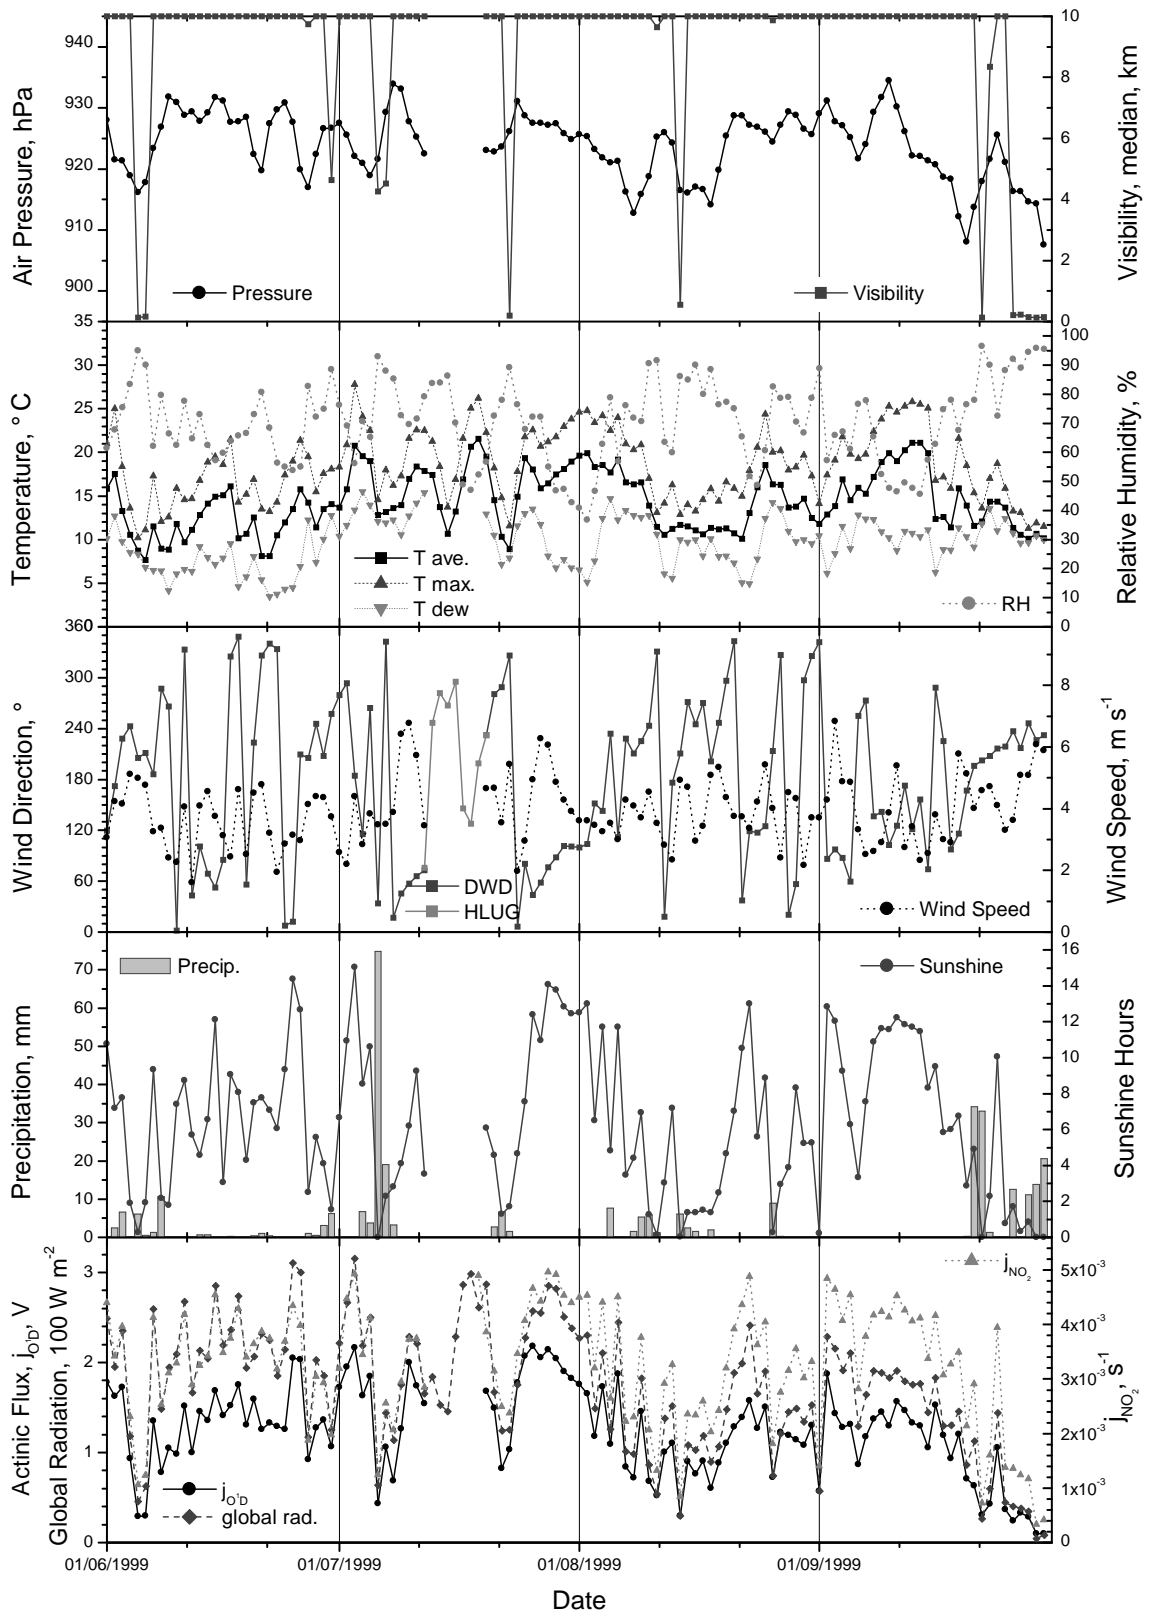 Air Pressure, hPa
940
930
920
910
900
10
8
6
4
2
0
Visibility, median, km
Pressure
Visibility
Temperature, ° C
35
30
25
20
15
10
5
0
100
90
80
70
60
50
40
30
20
10
0
Relative Humidity, %
T ave.
T max.
T dew
RH
Wind Direction, °
360
300
240
180
120
60
0
8
6
4
2
0
Wind Speed, m s⁻¹
DWD
HLUG
Wind Speed
Precipitation, mm
70
60
50
40
30
20
10
0
16
14
12
10
8
6
4
2
0
Sunshine Hours
Precip.
Sunshine
Actinic Flux, jO¹D, V
Global Radiation, 100 W m⁻²
3
2
1
0
5x10⁻³
4x10⁻³
3x10⁻³
2x10⁻³
1x10⁻³
0
jNO₂, s⁻¹
jNO₂
jO¹D
global rad.
01/06/1999
01/07/1999
01/08/1999
01/09/1999
Date